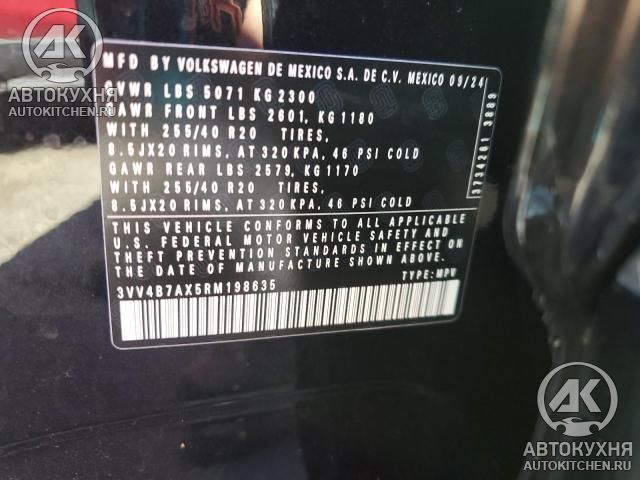 AK
АВТОКУХНЯ
AUTOKITCHEN.RU
MFD BY VOLKSWAGEN DE MEXICO S.A. DE C.V. MEXICO 09/24
GVWR LBS 5071 KG 2300
GAWR FRONT LBS 2601, KG 1180
WITH 255/40 R20 TIRES,
8.5JX20 RIMS, AT 320 KPA, 46 PSI COLD
GAWR REAR LBS 2579, KG 1170
WITH 255/40 R20 TIRES,
8.5JX20 RIMS, AT 320 KPA, 46 PSI COLD
THIS VEHICLE CONFORMS TO ALL APPLICABLE
U.S. FEDERAL MOTOR VEHICLE SAFETY AND
THEFT PREVENTION STANDARDS IN EFFECT ON
THE DATE OF MANUFACTURE SHOWN ABOVE.
3VV4B7AX5RM198635 TYPE: MPV
3734261 3889
AK
АВТОКУХНЯ
AUTOKITCHEN.RU